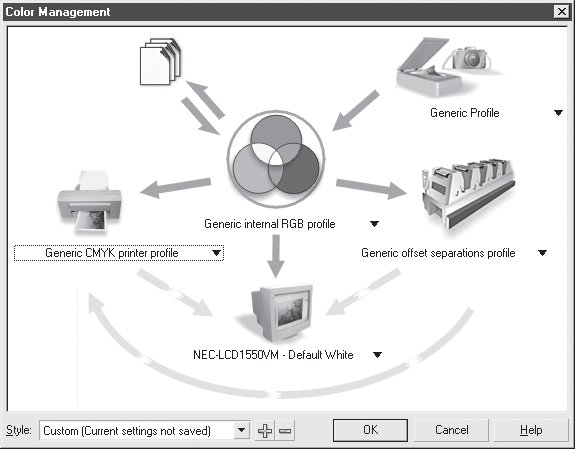 Color Management
Generic Profile
Generic internal RGB profile
Generic CMYK printer profile
Generic offset separations profile
NEC-LCD1550VM - Default White
Style: Custom (Current settings not saved)
OK
Cancel
Help